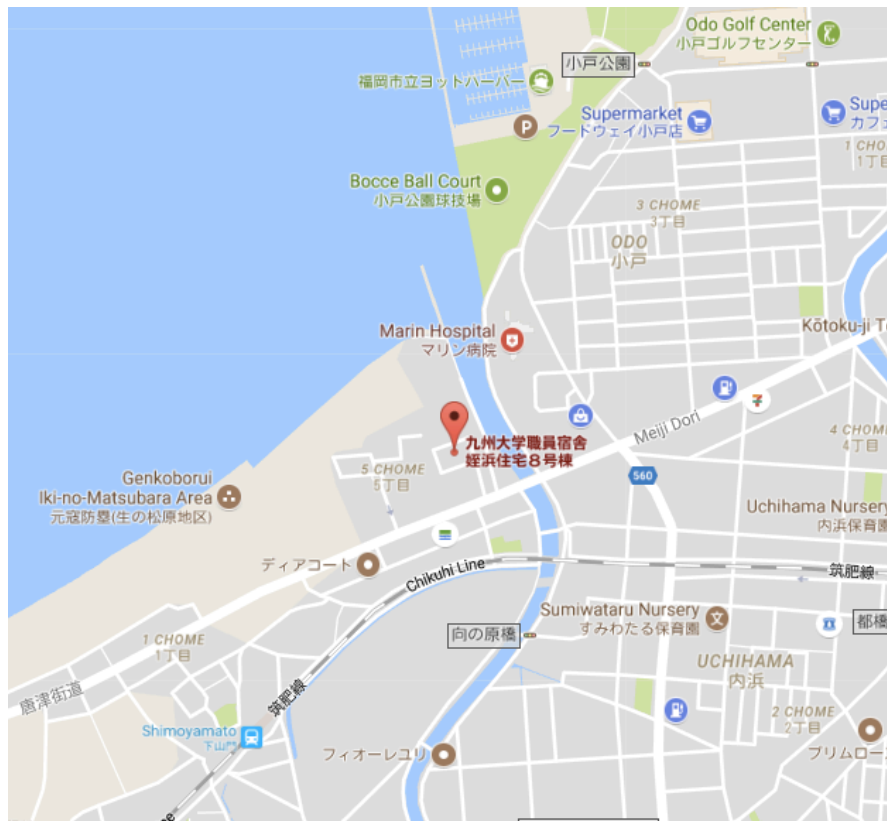 Odo Golf Center
小戸ゴルフセンター
小戸公園
福岡市立ヨットハーバー
P
Supermarket
フードウェイ小戸店
Supe
カフェ
1 CHO
1丁目
Bocce Ball Court
小戸公園球技場
3 CHOME
3丁目
ODO
小戸
Marin Hospital
マリン病院
Kōtoku-ji Te
7
Meiji Dori
九州大学職員宿舎
姪浜住宅8号棟
4 CHOME
4丁目
5 CHOME
5丁目
560
Genkoborui
Iki-no-Matsubara Area
元寇防塁(生の松原地区)
Uchihama Nursery
内浜保育園
ディアコート
Chikuhi Line
筑肥線
Sumiwataru Nursery
すみわたる保育園
文
向の原橋
都橋
1 CHOME
1丁目
UCHIHAMA
内浜
唐津街道
筑肥線
2 CHOME
2丁目
Shimoyamato
下山門
フィオーレユリ
プリムロー
ne